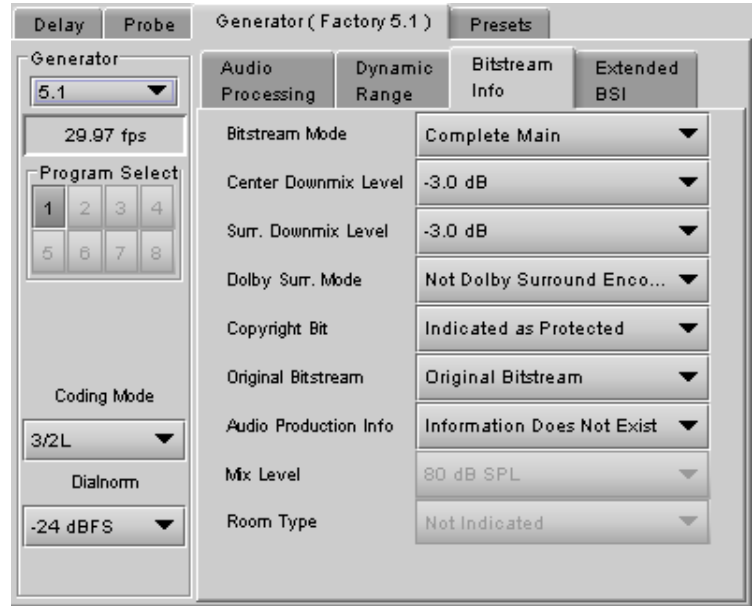 Delay Probe Generator ( Factory 5.1 ) Presets
Generator
5.1
29.97 fps
Program Select
1 2 3 4
5 6 7 8
Coding Mode
3/2L
Dialnorm
-24 dBFS
Audio Processing
Dynamic Range
Bitstream Info
Extended BSI
Bitstream Mode Complete Main
Center Downmix Level -3.0 dB
Surr. Downmix Level -3.0 dB
Dolby Surr. Mode Not Dolby Surround Enco...
Copyright Bit Indicated as Protected
Original Bitstream Original Bitstream
Audio Production Info Information Does Not Exist
Mix Level 80 dB SPL
Room Type Not Indicated